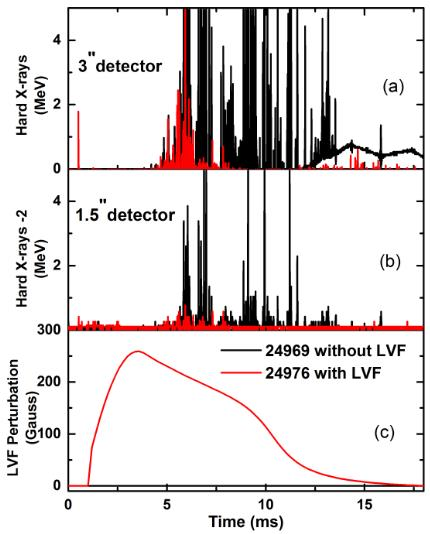 Hard X-rays
(MeV)
4
2
0
3" detector
(a)
Hard X-rays -2
(MeV)
4
2
1.5" detector
(b)
LVF Perturbation
(Gauss)
300
200
100
0
24969 without LVF
24976 with LVF
(c)
0 5 10 15
Time (ms)